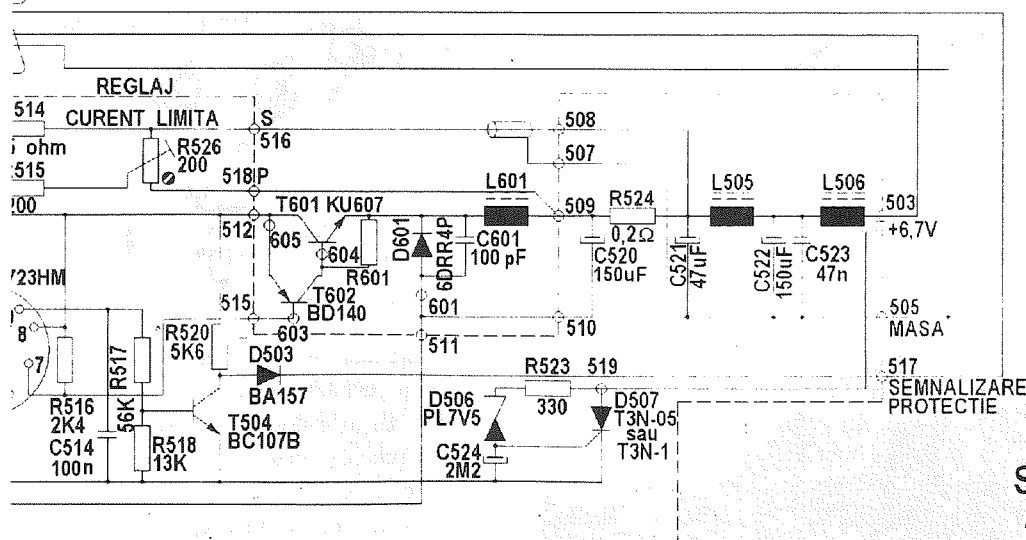 REGLAJ
514
CURENT LIMITA
S
516
508
ohm
R526
200
507
515
518
P
L601
R524
L505
L506
503
200
T601 KU607
512
509
+6,7V
605
604
D601
6DRR4P
C601
100 pF
0,2Ω
C520
150uF
C521
47uF
C522
150uF
C523
47n
R601
723HM
T602
BD140
515
601
505
MASA
603
510
8
R520
5K6
511
7
R517
56K
D503
BA157
R523
519
517
SEMNALIZARE
PROTECTIE
D506
PL7V5
330
D507
T3N-05
sau
T3N-1
R516
2K4
C514
100n
T504
BC107B
R518
13K
C524
2M2
S